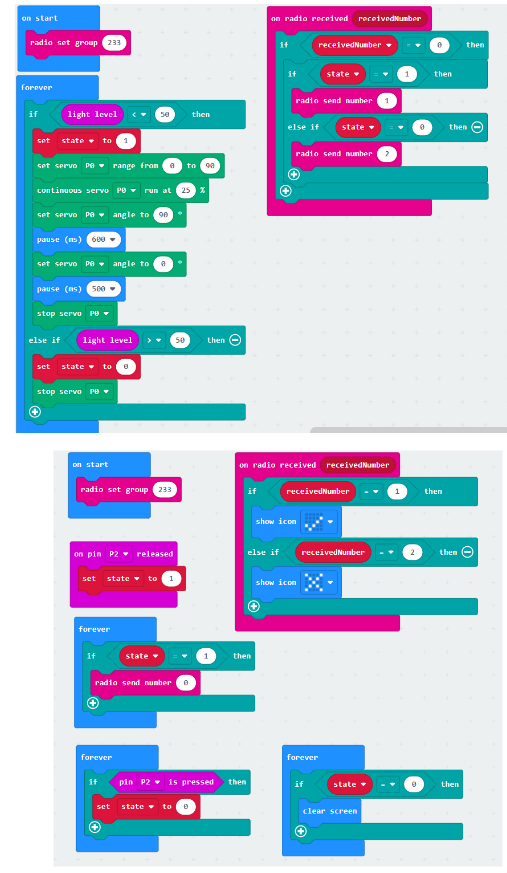 on start
radio set group 233
forever
if light level < 50 then
set state to 1
set servo P0 range from 0 to 90
continuous servo P0 run at 25 %
set servo P0 angle to 90 °
pause (ms) 600
set servo P0 angle to 0 °
pause (ms) 500
stop servo P0
else if light level > 50 then
set state to 0
stop servo P0
on radio received receivedNumber
if receivedNumber = 0 then
if state = 1 then
radio send number 1
else if state = 0 then
radio send number 2
on start
radio set group 233
on pin P2 released
set state to 1
forever
if state = 1 then
radio send number 0
forever
if pin P2 is pressed then
set state to 0
on radio received receivedNumber
if receivedNumber = 1 then
show icon
else if receivedNumber = 2 then
show icon
forever
if state = 0 then
clear screen